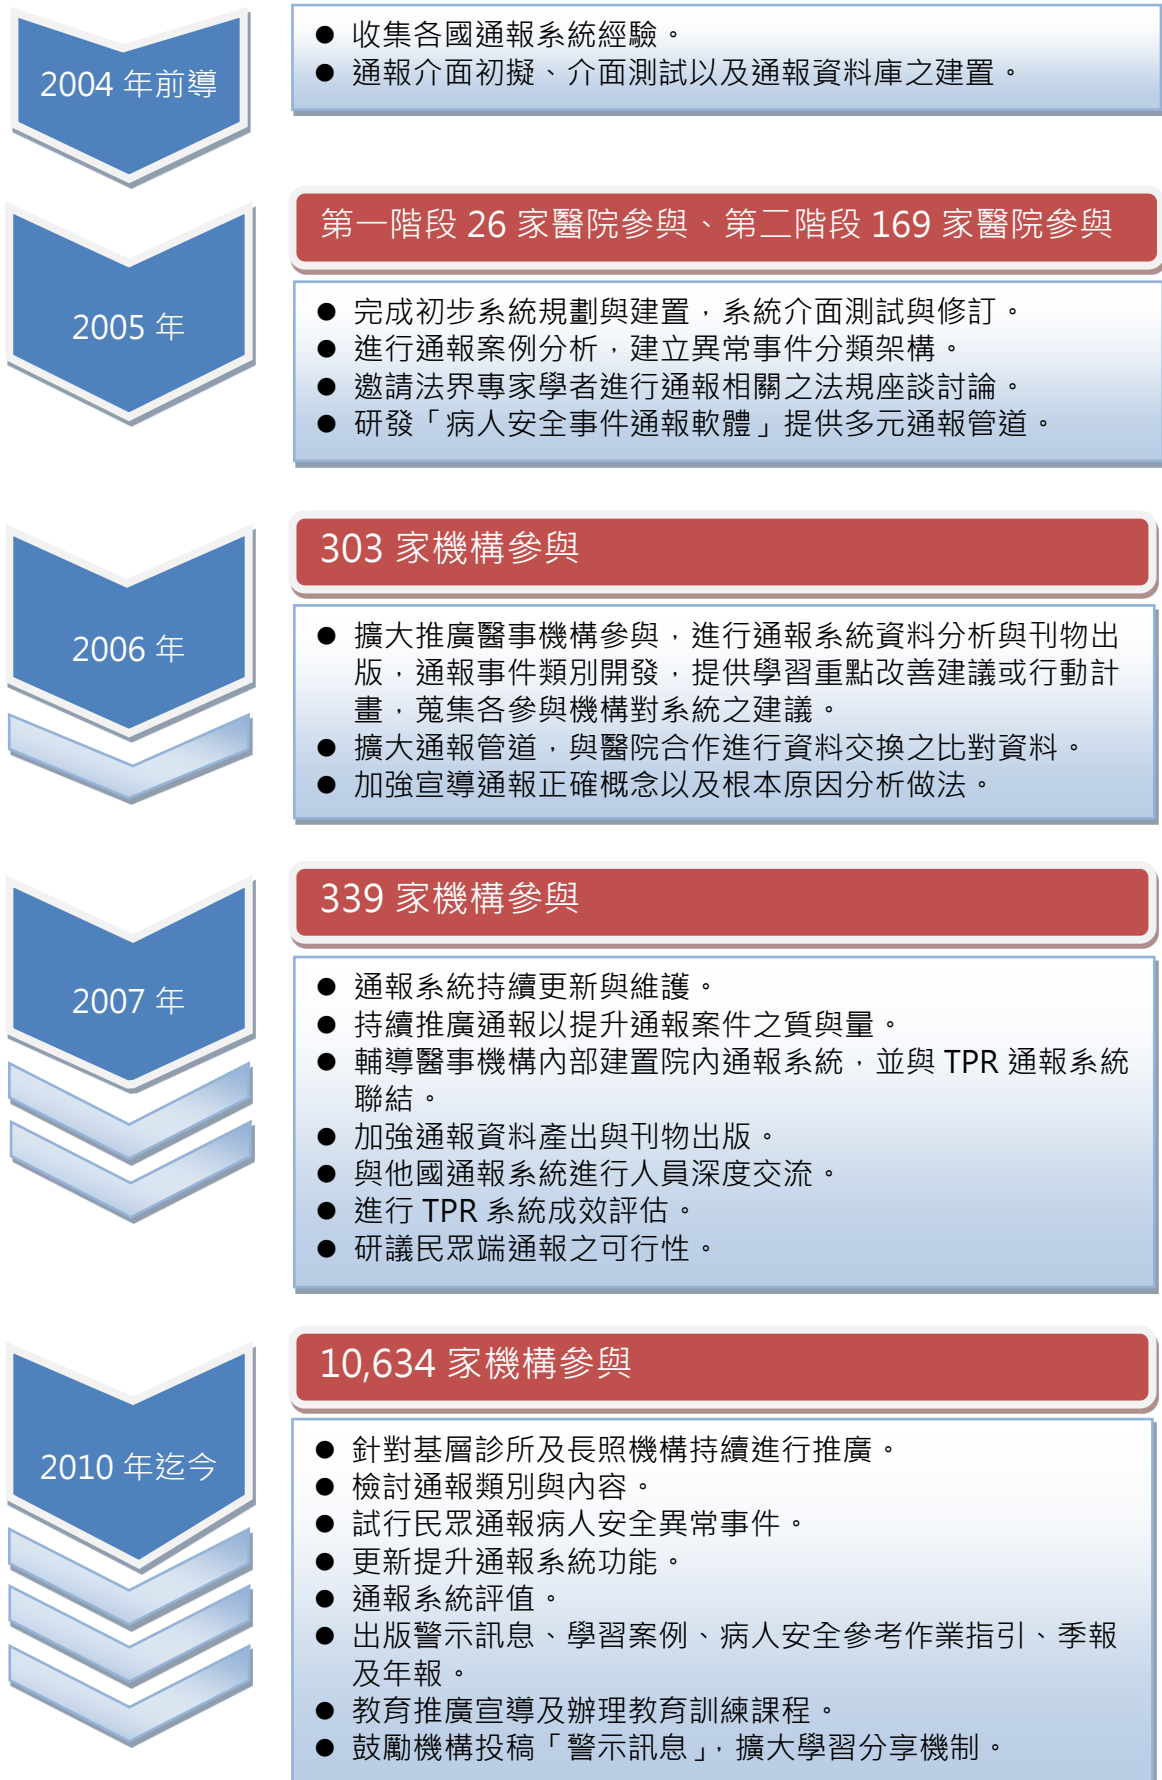 2004 年前導
● 收集各國通報系統經驗。
● 通報介面初擬、介面測試以及通報資料庫之建置。
2005 年
第一階段 26 家醫院參與、第二階段 169 家醫院參與
● 完成初步系統規劃與建置，系統介面測試與修訂。
● 進行通報案例分析，建立異常事件分類架構。
● 邀請法界專家學者進行通報相關之法規座談討論。
● 研發「病人安全事件通報軟體」提供多元通報管道。
2006 年
303 家機構參與
● 擴大推廣醫事機構參與，進行通報系統資料分析與刊物出
版，通報事件類別開發，提供學習重點改善建議或行動計
畫，蒐集各參與機構對系統之建議。
● 擴大通報管道，與醫院合作進行資料交換之比對資料。
● 加強宣導通報正確概念以及根本原因分析做法。
2007 年
339 家機構參與
● 通報系統持續更新與維護。
● 持續推廣通報以提升通報案件之質與量。
● 輔導醫事機構內部建置院內通報系統，並與 TPR 通報系統
聯結。
● 加強通報資料產出與刊物出版。
● 與他國通報系統進行人員深度交流。
● 進行 TPR 系統成效評估。
● 研議民眾端通報之可行性。
2010 年迄今
10,634 家機構參與
● 針對基層診所及長照機構持續進行推廣。
● 檢討通報類別與內容。
● 試行民眾通報病人安全異常事件。
● 更新提升通報系統功能。
● 通報系統評值。
● 出版警示訊息、學習案例、病人安全參考作業指引、季報
及年報。
● 教育推廣宣導及辦理教育訓練課程。
● 鼓勵機構投稿「警示訊息」，擴大學習分享機制。